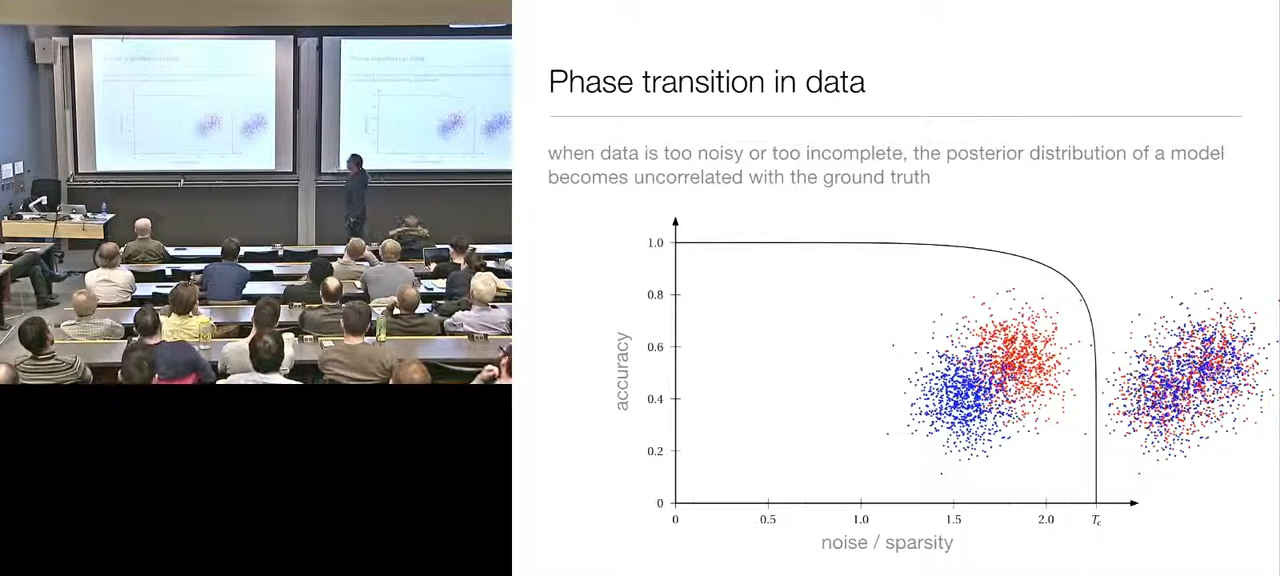 Phase transition in data
when data is too noisy or too incomplete, the posterior distribution of a model
becomes uncorrelated with the ground truth
1.0
0.8
0.6
0.4
0.2
0
accuracy
0 0.5 1.0 1.5 2.0 Tc
noise / sparsity